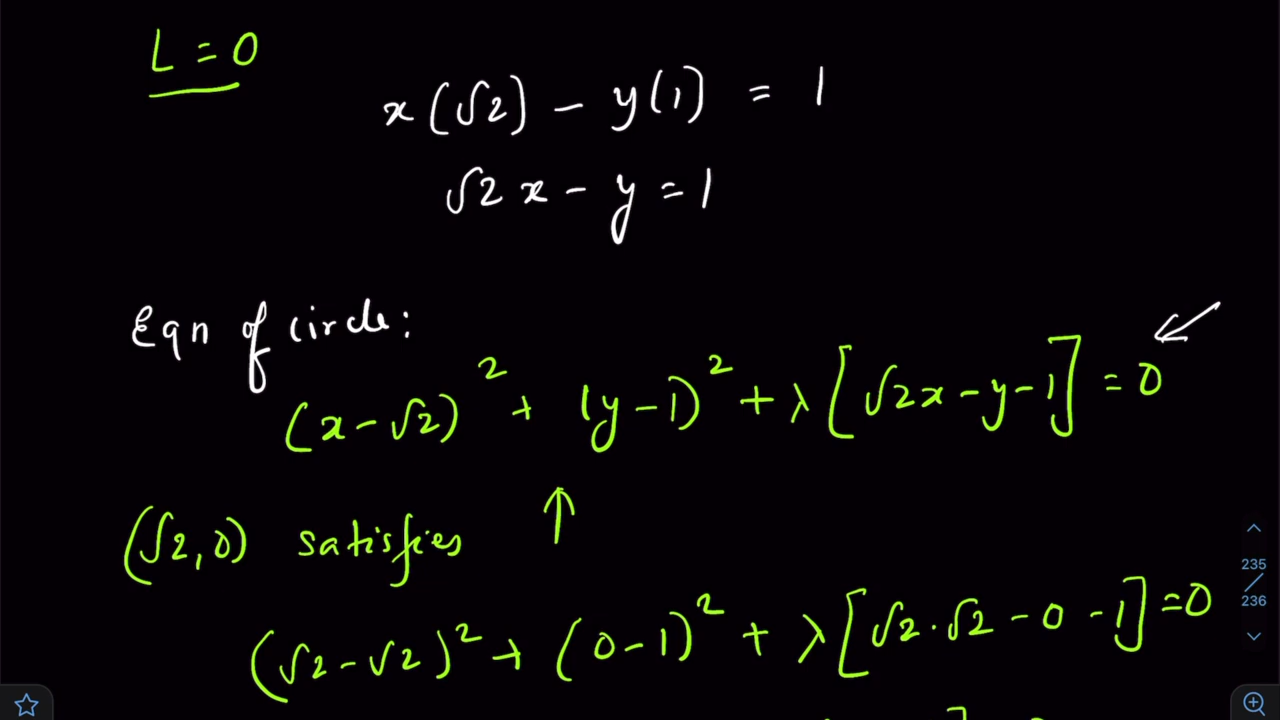 L = 0
x(√2) - y(1) = 1
√2 x - y = 1
Eqn of circle:
(x-√2)² + (y-1)² + λ[√2x-y-1] = 0
(√2,0) satisfies
(√2-√2)² + (0-1)² + λ[√2·√2-0-1]=0
235
236